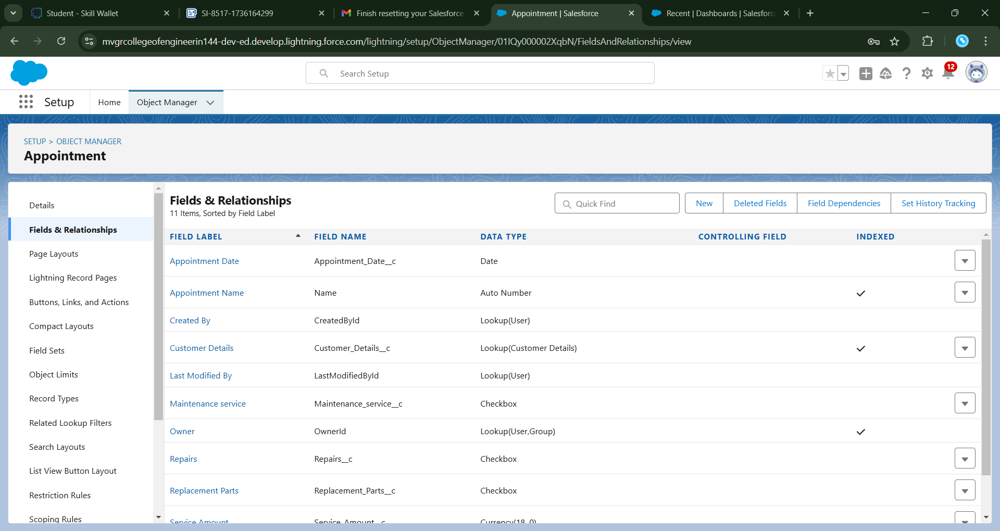 Student - Skill Wallet
SI-8517-1736164299
Finish resetting your Salesforce
Appointment | Salesforce
Recent | Dashboards | Salesforc
mvgrcollegeofengineerin144-dev-ed.develop.lightning.force.com/lightning/setup/ObjectManager/01IQy000002XqbN/FieldsAndRelationships/view
Search Setup
12
Setup
Home
Object Manager
SETUP > OBJECT MANAGER
Appointment
Details
Fields & Relationships
Page Layouts
Lightning Record Pages
Buttons, Links, and Actions
Compact Layouts
Field Sets
Object Limits
Record Types
Related Lookup Filters
Search Layouts
List View Button Layout
Restriction Rules
Scoping Rules
Fields & Relationships
11 Items, Sorted by Field Label
Quick Find
New
Deleted Fields
Field Dependencies
Set History Tracking
FIELD LABEL FIELD NAME DATA TYPE CONTROLLING FIELD INDEXED
Appointment Date Appointment_Date__c Date
Appointment Name Name Auto Number
Created By CreatedById Lookup(User)
Customer Details Customer_Details__c Lookup(Customer Details)
Last Modified By LastModifiedById Lookup(User)
Maintenance service Maintenance_service__c Checkbox
Owner OwnerId Lookup(User,Group)
Repairs Repairs__c Checkbox
Replacement Parts Replacement_Parts__c Checkbox
Service Amount Service_Amount__c Currency(18, 0)